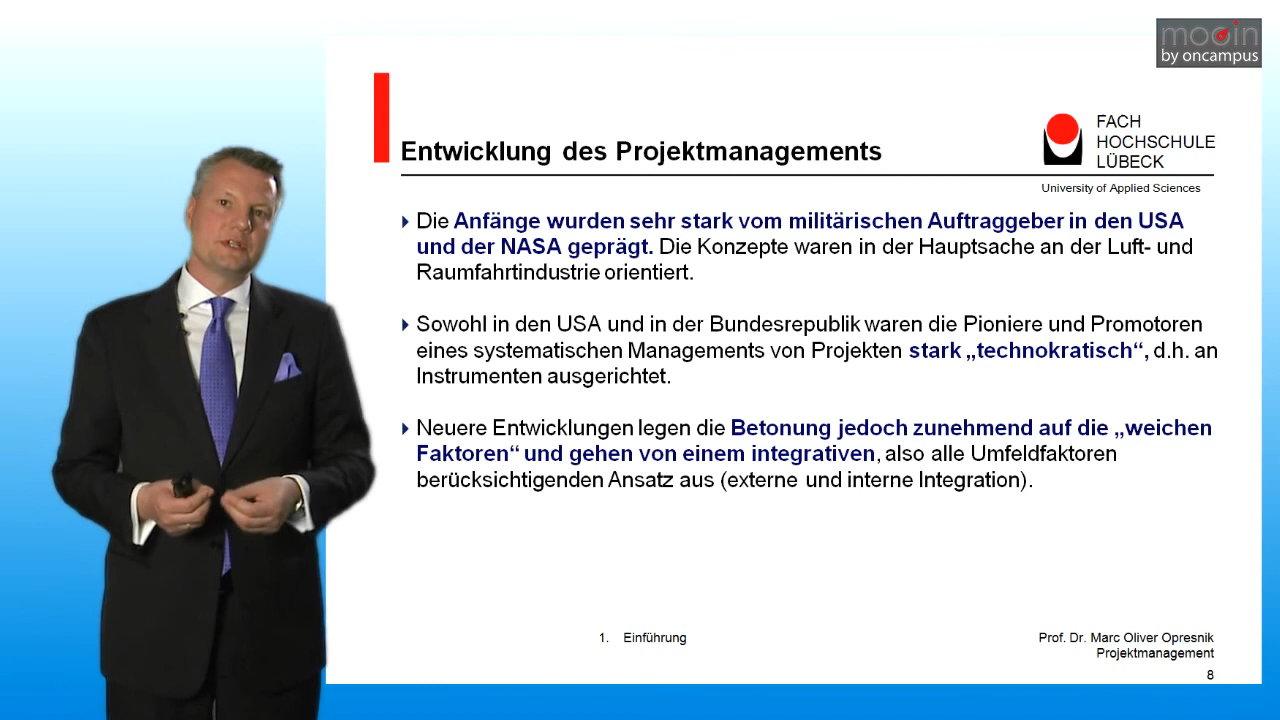 mooin
by oncampus
FACH
HOCHSCHULE
LÜBECK
University of Applied Sciences
Entwicklung des Projektmanagements
Die Anfänge wurden sehr stark vom militärischen Auftraggeber in den USA
und der NASA geprägt. Die Konzepte waren in der Hauptsache an der Luft- und
Raumfahrtindustrie orientiert.
Sowohl in den USA und in der Bundesrepublik waren die Pioniere und Promotoren
eines systematischen Managements von Projekten stark „technokratisch“, d.h. an
Instrumenten ausgerichtet.
Neuere Entwicklungen legen die Betonung jedoch zunehmend auf die „weichen
Faktoren“ und gehen von einem integrativen, also alle Umfeldfaktoren
berücksichtigenden Ansatz aus (externe und interne Integration).
1. Einführung
Prof. Dr. Marc Oliver Opresnik
Projektmanagement
8